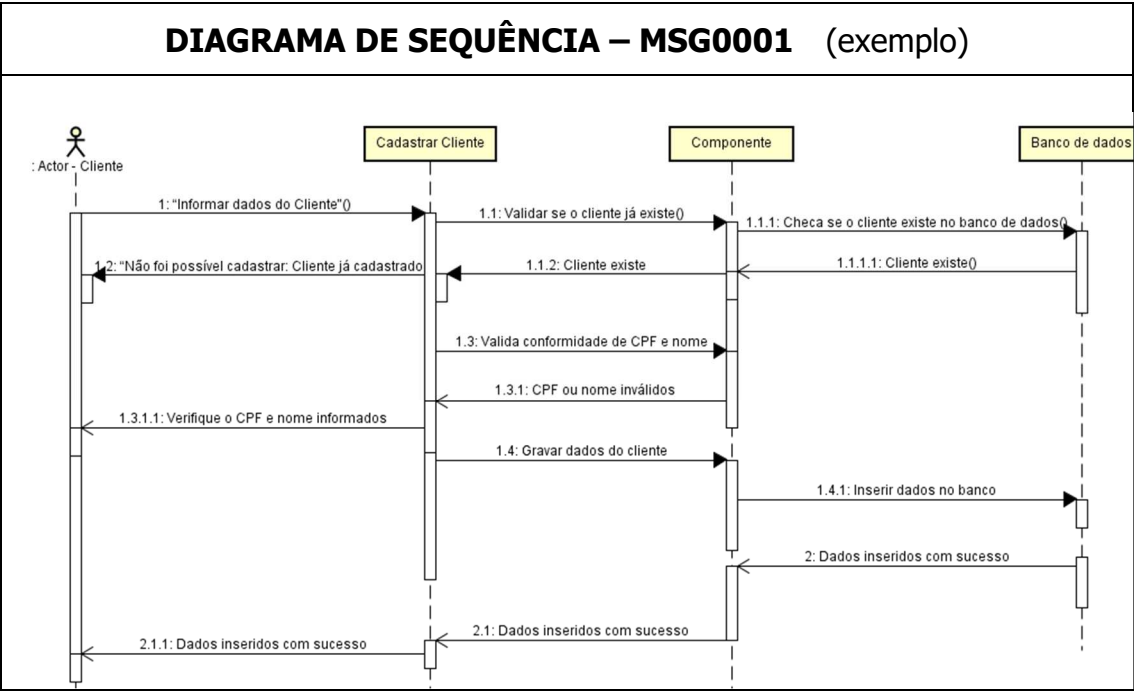 DIAGRAMA DE SEQUÊNCIA – MSG0001 (exemplo)
: Actor - Cliente
Cadastrar Cliente
Componente
Banco de dados
1: “Informar dados do Cliente"()
1.1: Validar se o cliente já existe()
1.1.1: Checa se o cliente existe no banco de dados()
1.2: “Não foi possível cadastrar: Cliente já cadastrado
1.1.2: Cliente existe
1.1.1.1: Cliente existe()
1.3: Valida conformidade de CPF e nome
1.3.1: CPF ou nome inválidos
1.3.1.1: Verifique o CPF e nome informados
1.4: Gravar dados do cliente
1.4.1: Inserir dados no banco
2: Dados inseridos com sucesso
2.1: Dados inseridos com sucesso
2.1.1: Dados inseridos com sucesso